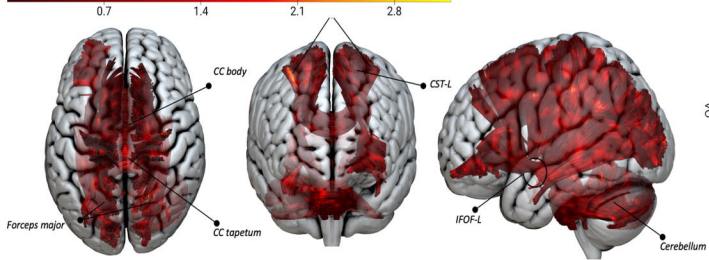 0.7 1.4 2.1 2.8
CC body
CST-L
Forceps major
CC tapetum
IFOF-L
Cerebellum